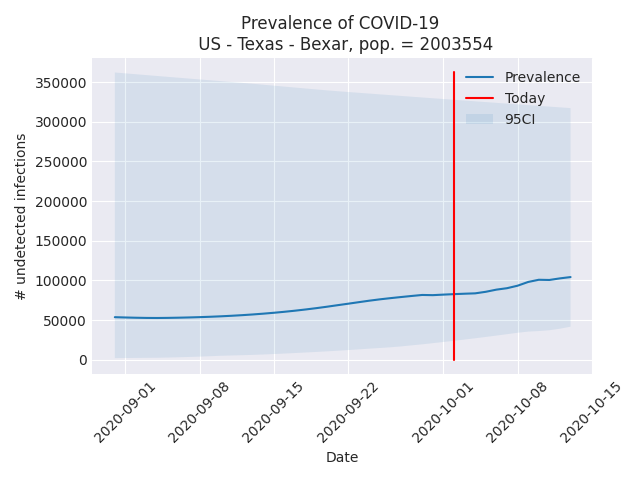 Prevalence of COVID-19
US - Texas - Bexar, pop. = 2003554
350000
300000
250000
200000
150000
100000
50000
0
# undetected infections
Prevalence
Today
95CI
2020-09-01
2020-09-08
2020-09-15
2020-09-22
2020-10-01
2020-10-08
2020-10-15
Date